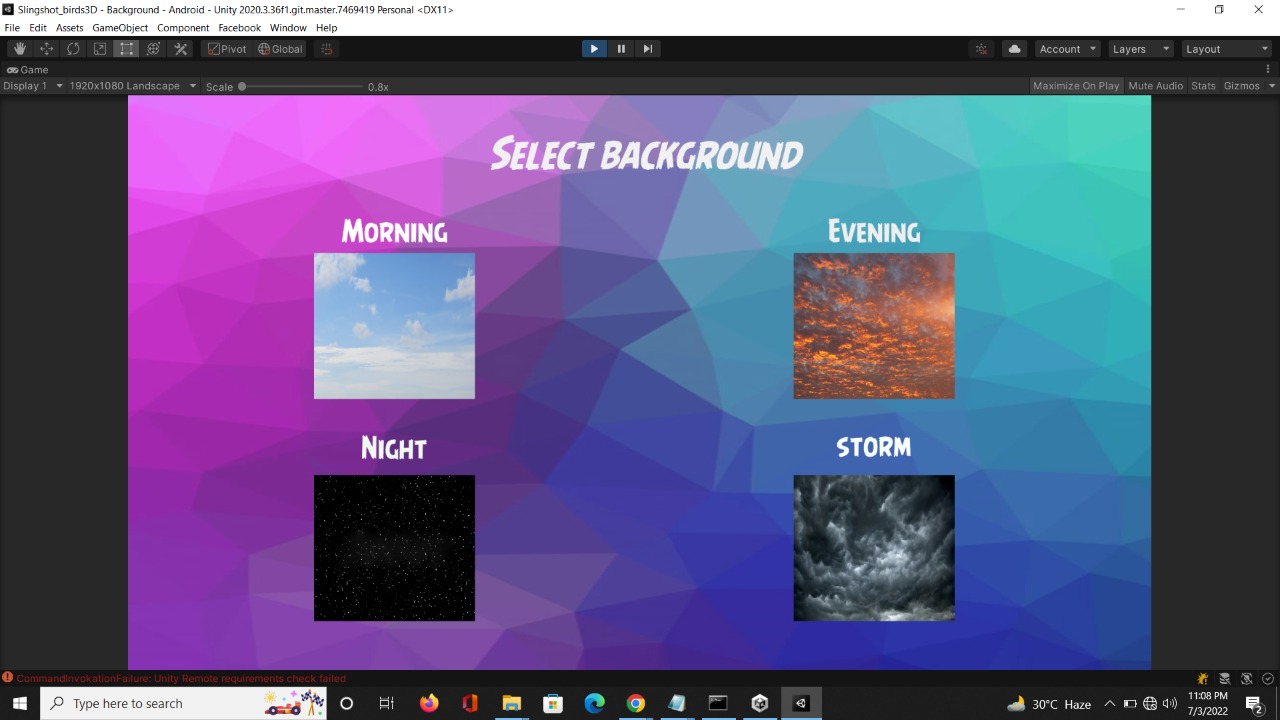 Slingshot_birds3D - Background - Android - Unity 2020.3.36f1.git.master.7469419 Personal <DX11>
File Edit Assets GameObject Component Facebook Window Help
Pivot Global Account Layers Layout
Game
Display 1 1920x1080 Landscape Scale 0.8x Maximize On Play Mute Audio Stats Gizmos
SELECT BACKGROUND
MORNING EVENING
NIGHT STORM
CommandInvokationFailure: Unity Remote requirements check failed
Type here to search 30°C Haze 11:08 PM
7/3/2022 2